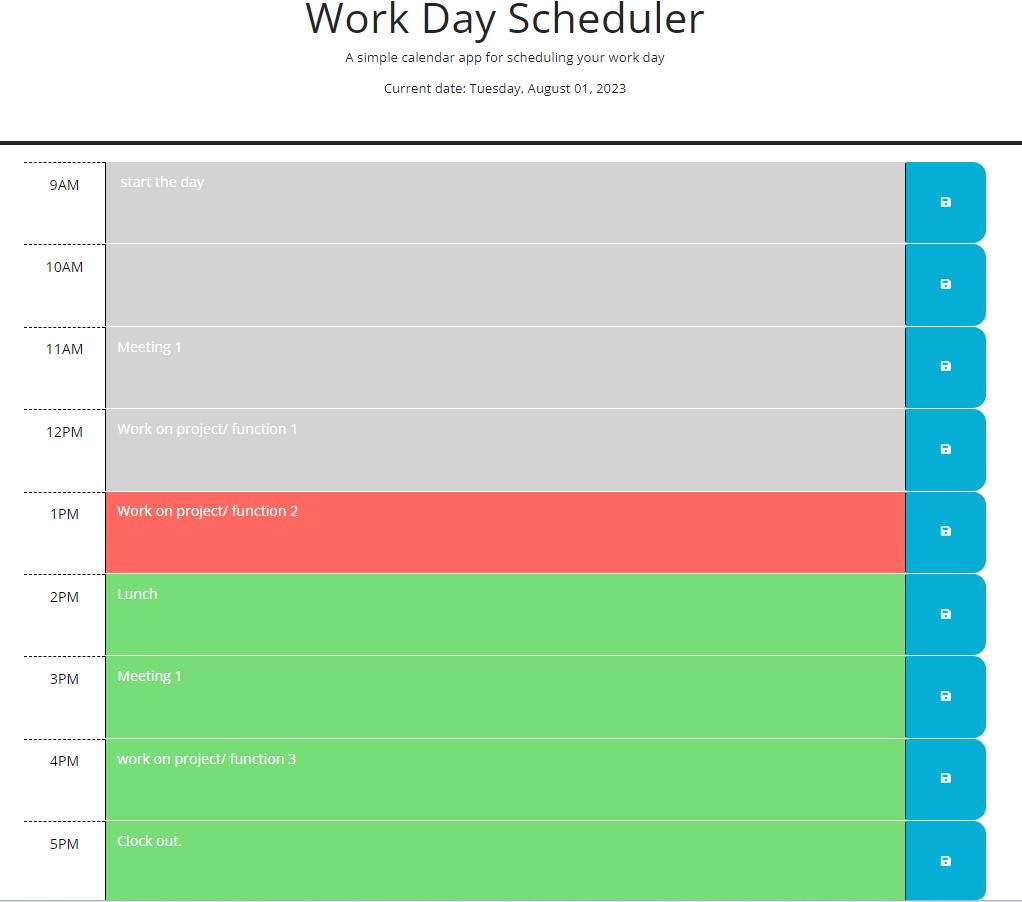 Work Day Scheduler
A simple calendar app for scheduling your work day
Current date: Tuesday, August 01, 2023
9AM start the day
10AM
11AM Meeting 1
12PM Work on project/ function 1
1PM Work on project/ function 2
2PM Lunch
3PM Meeting 1
4PM work on project/ function 3
5PM Clock out.